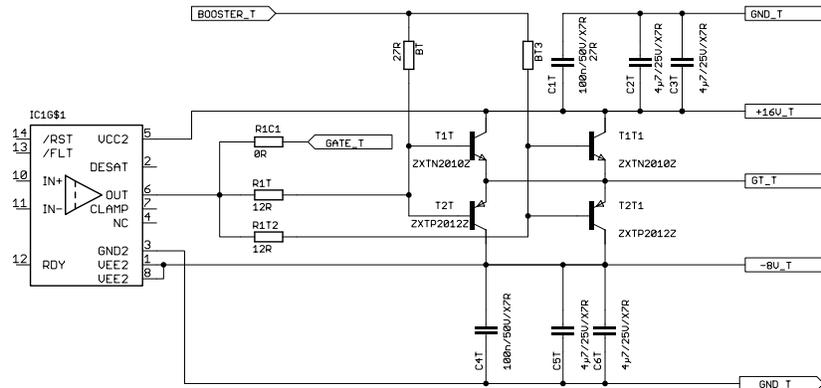 BOOSTER_T
GND_T
27R
BT
BT3
27R
C1T
100n/50V/X7R
C2T
4µ7/25V/X7R
C3T
4µ7/25V/X7R
+16V_T
IC1G$1
14
/RST
VCC2
5
13
/FLT
DESAT
2
10
IN+
OUT
6
11
IN-
CLAMP
7
NC
4
GND2
3
12
RDY
VEE2
1
VEE2
8
R1C1
0R
GATE_T
R1T
12R
R1T2
12R
T1T
ZXTN2010Z
T1T1
ZXTN2010Z
GT_T
T2T
ZXTP2012Z
T2T1
ZXTP2012Z
-8V_T
C4T
100n/50V/X7R
C5T
4µ7/25V/X7R
C6T
4µ7/25V/X7R
GND_T